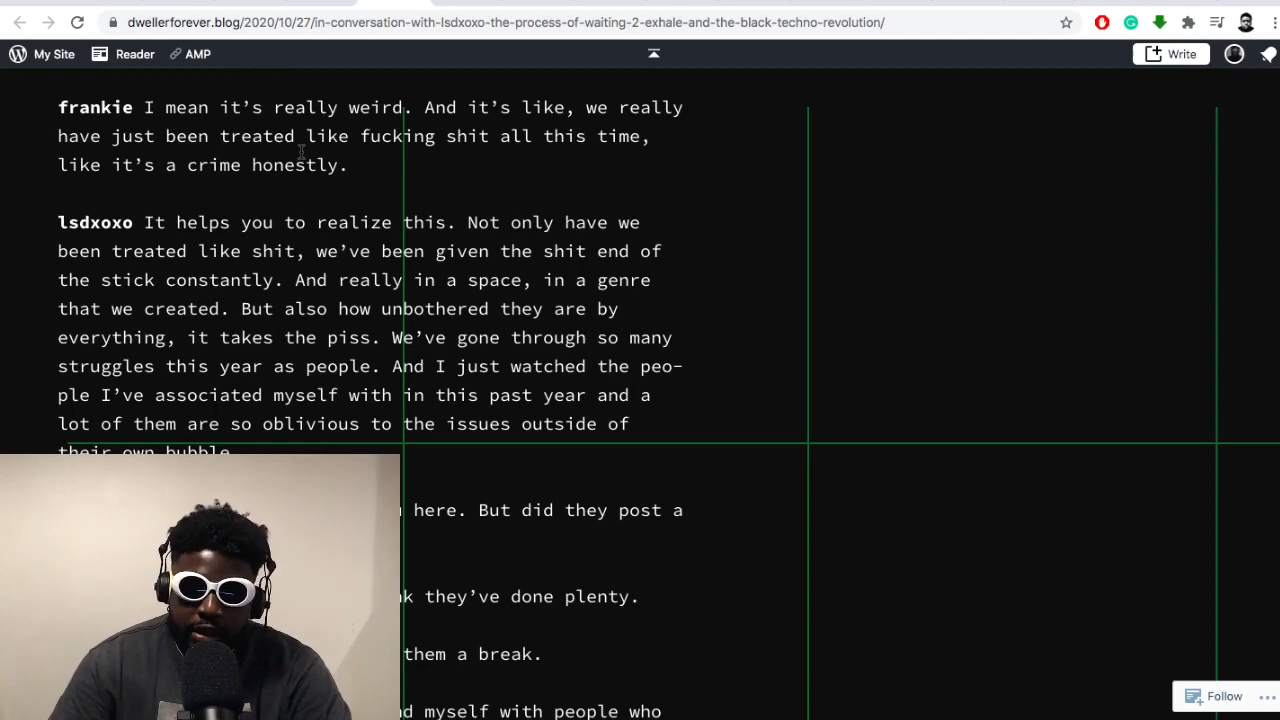 dwellerforever.blog/2020/10/27/in-conversation-with-lsdxoxo-the-process-of-waiting-2-exhale-and-the-black-techno-revolution/
My Site Reader AMP Write
frankie I mean it’s really weird. And it’s like, we really
have just been treated like fucking shit all this time,
like it’s a crime honestly.
lsdxoxo It helps you to realize this. Not only have we
been treated like shit, we’ve been given the shit end of
the stick constantly. And really in a space, in a genre
that we created. But also how unbothered they are by
everything, it takes the piss. We’ve gone through so many
struggles this year as people. And I just watched the peo-
ple I’ve associated myself with in this past year and a
lot of them are so oblivious to the issues outside of
their own bubble
here. But did they post a
they’ve done plenty.
them a break.
myself with people who
Follow